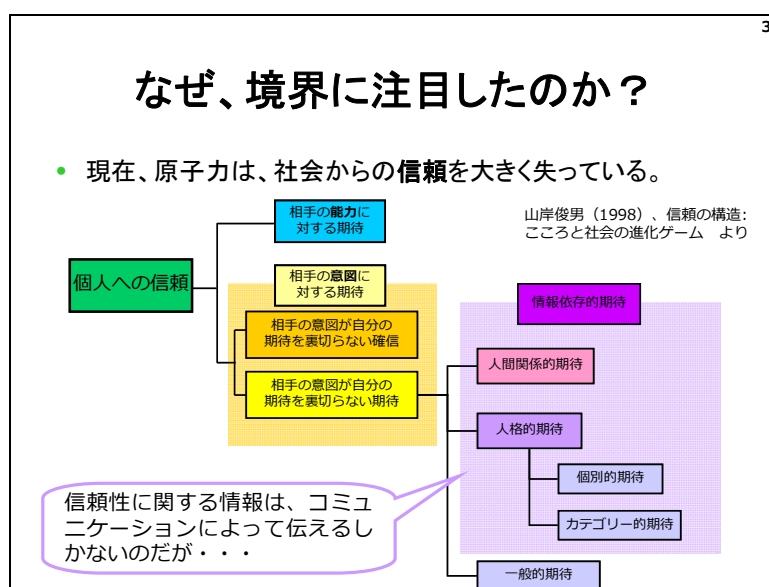 3
なぜ、境界に注目したのか？
• 現在、原子力は、社会からの信頼を大きく失っている。
山岸俊男（1998）、信頼の構造：
こころと社会の進化ゲーム　より
個人への信頼
相手の能力に
対する期待
相手の意図に
対する期待
相手の意図が自分の
期待を裏切らない確信
相手の意図が自分の
期待を裏切らない期待
情報依存的期待
人間関係的期待
人格的期待
個別的期待
カテゴリー的期待
一般的期待
信頼性に関する情報は、コミュ
ニケーションによって伝えるし
かないのだが・・・